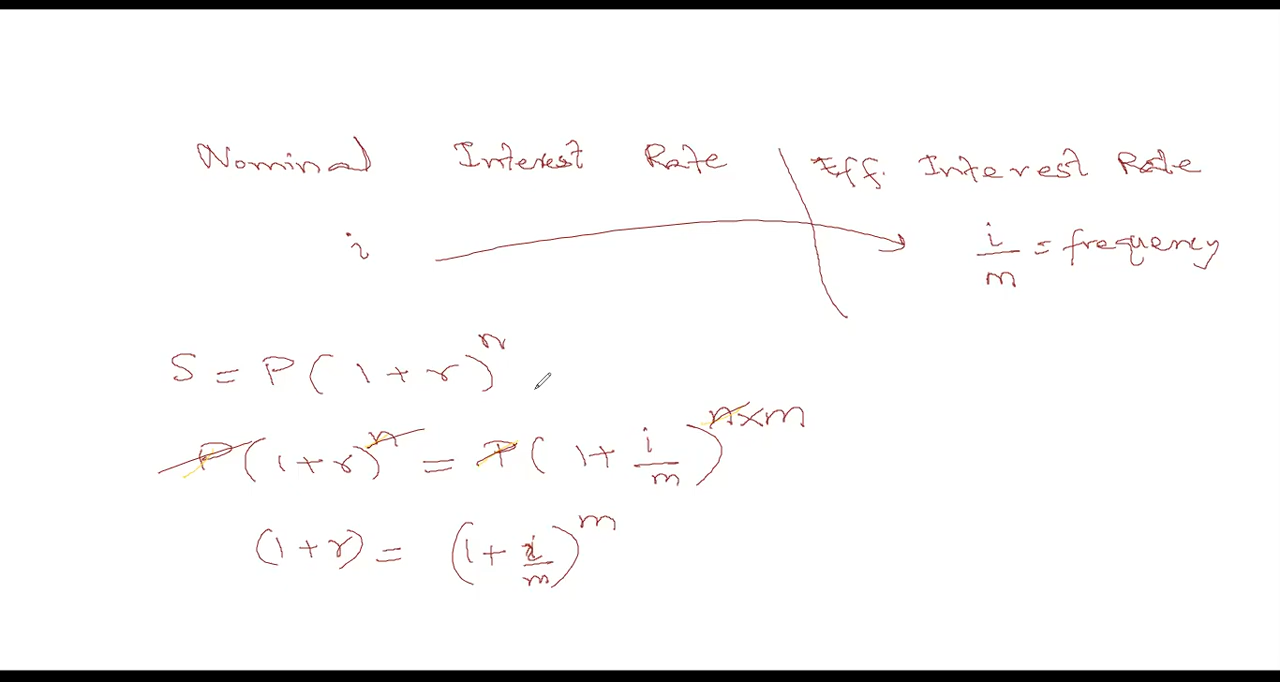 Nominal Interest Rate Eff. Interest Rate
i i/m = frequency
S = P(1+r)^n
P(1+r)^n = P(1+i/m)^n×m
(1+r) = (1+i/m)^m